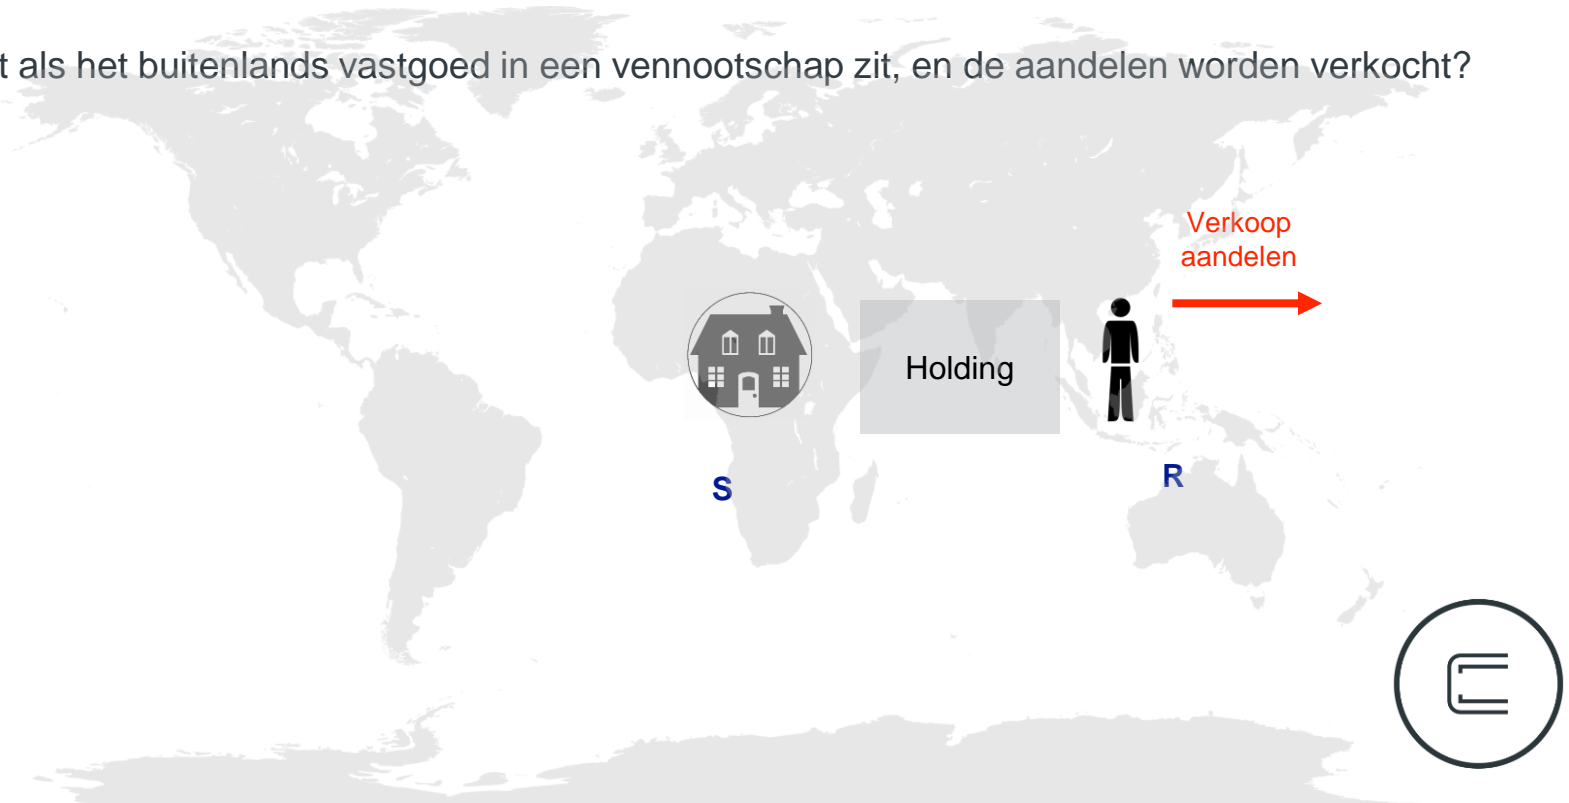 t als het buitenlands vastgoed in een vennootschap zit, en de aandelen worden verkocht?
Verkoop
aandelen
Holding
S
R